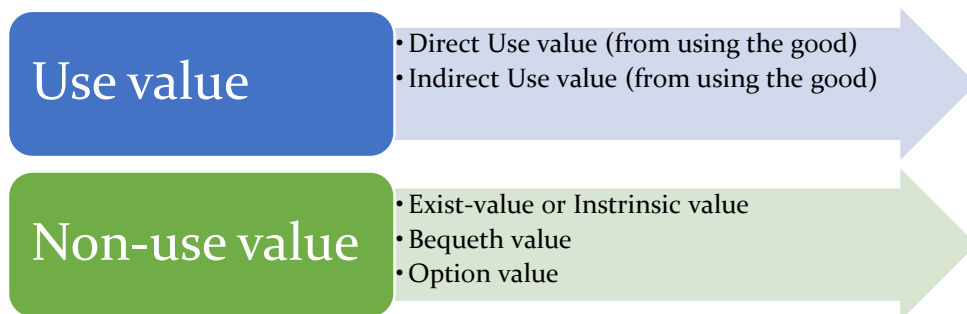 Use value
• Direct Use value (from using the good)
• Indirect Use value (from using the good)
Non-use value
• Exist-value or Instrinsic value
• Bequeth value
• Option value